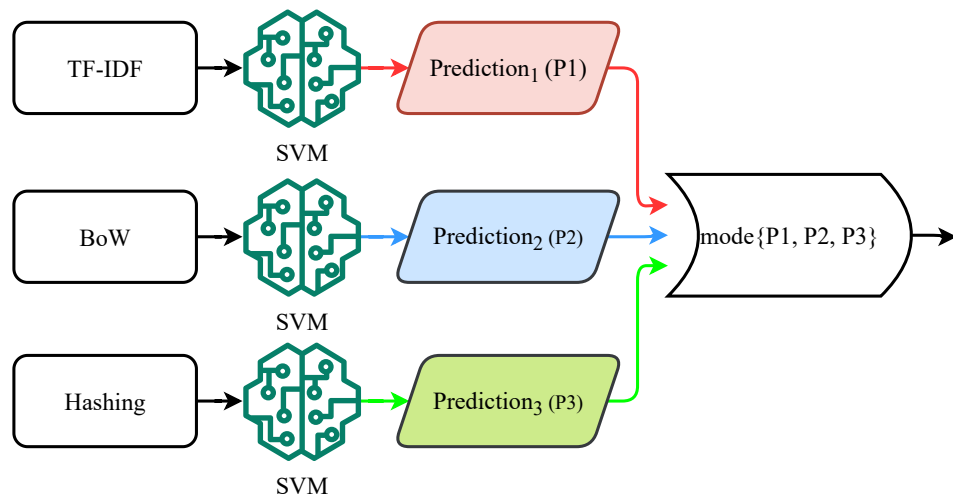 TF-IDF
Prediction₁ (P1)
SVM
BoW
Prediction₂ (P2)
mode{P1, P2, P3}
SVM
Hashing
Prediction₃ (P3)
SVM